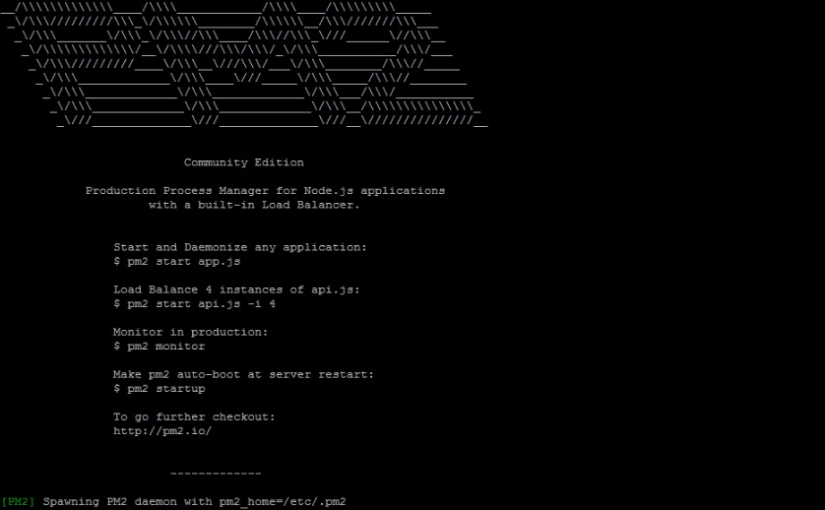 Community Edition
Production Process Manager for Node.js applications
with a built-in Load Balancer.
Start and Daemonize any application:
$ pm2 start app.js
Load Balance 4 instances of api.js:
$ pm2 start api.js -i 4
Monitor in production:
$ pm2 monitor
Make pm2 auto-boot at server restart:
$ pm2 startup
To go further checkout:
http://pm2.io/
-------------
[PM2] Spawning PM2 daemon with pm2_home=/etc/.pm2